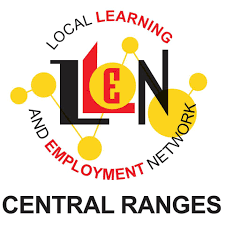 LOCAL LEARNING
LLEN
AND EMPLOYMENT NETWORK
CENTRAL RANGES